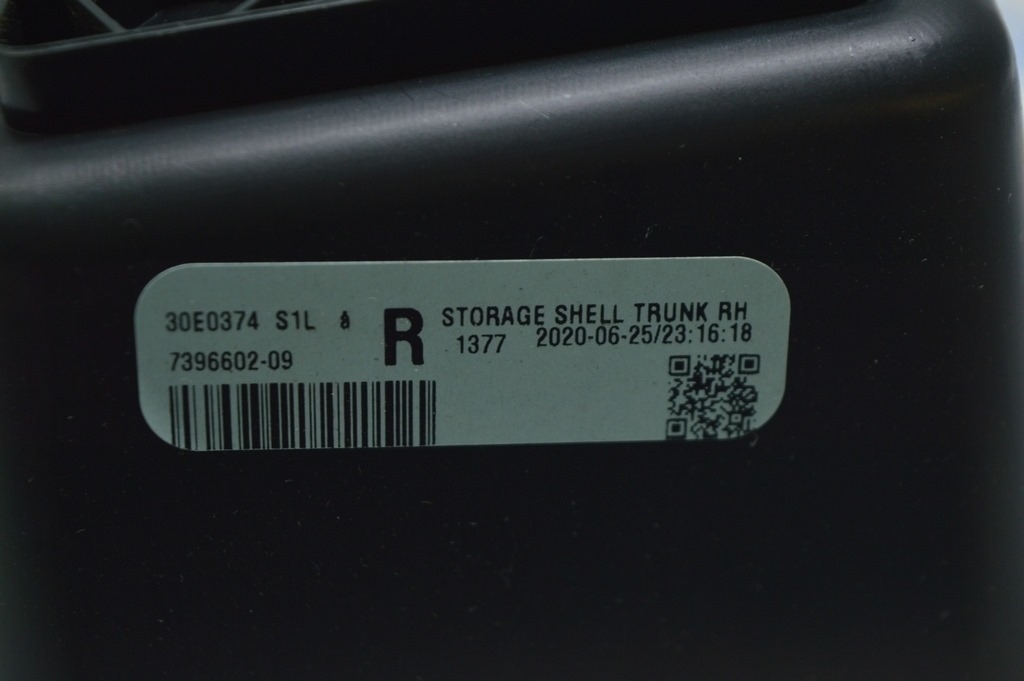 30E0374 S1L
7396602-09
R
STORAGE SHELL TRUNK RH
1377 2020-06-25/23:16:18